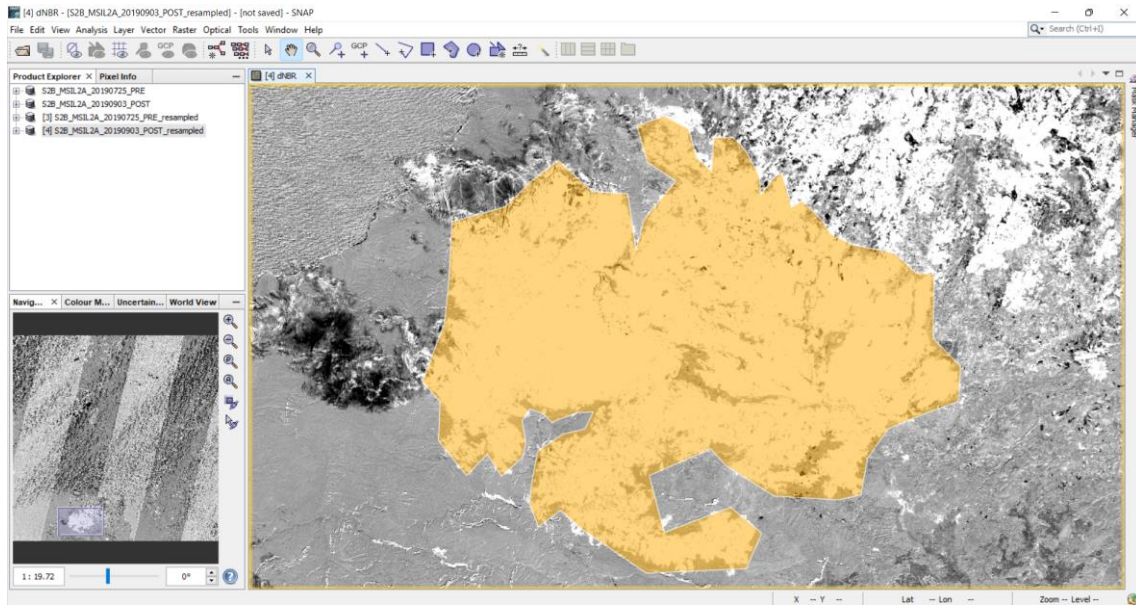 [4] dNBR - [S2B_MSIL2A_20190903_POST_resampled] - [not saved] - SNAP
File Edit View Analysis Layer Vector Raster Optical Tools Window Help
Search (Ctrl+I)
GCP GCP
Product Explorer Pixel Info
[4] dNBR
S2B_MSIL2A_20190725_PRE
S2B_MSIL2A_20190903_POST
[3] S2B_MSIL2A_20190725_PRE_resampled
[4] S2B_MSIL2A_20190903_POST_resampled
Navig... Colour M... Uncertain... World View
1 : 19.72
0°
X -- Y -- Lat -- Lon -- Zoom -- Level --